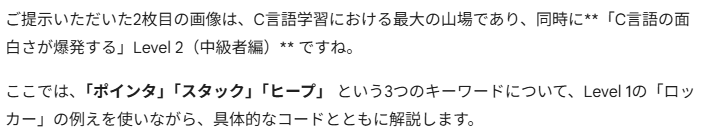 ご提示いただいた2枚目の画像は、C言語学習における最大の山場であり、同時に**「C言語の面
白さが爆発する」Level 2（中級者編）** ですね。
ここでは、「ポインタ」「スタック」「ヒープ」 という3つのキーワードについて、Level 1の「ロッ
カー」の例えを使いながら、具体的なコードとともに解説します。